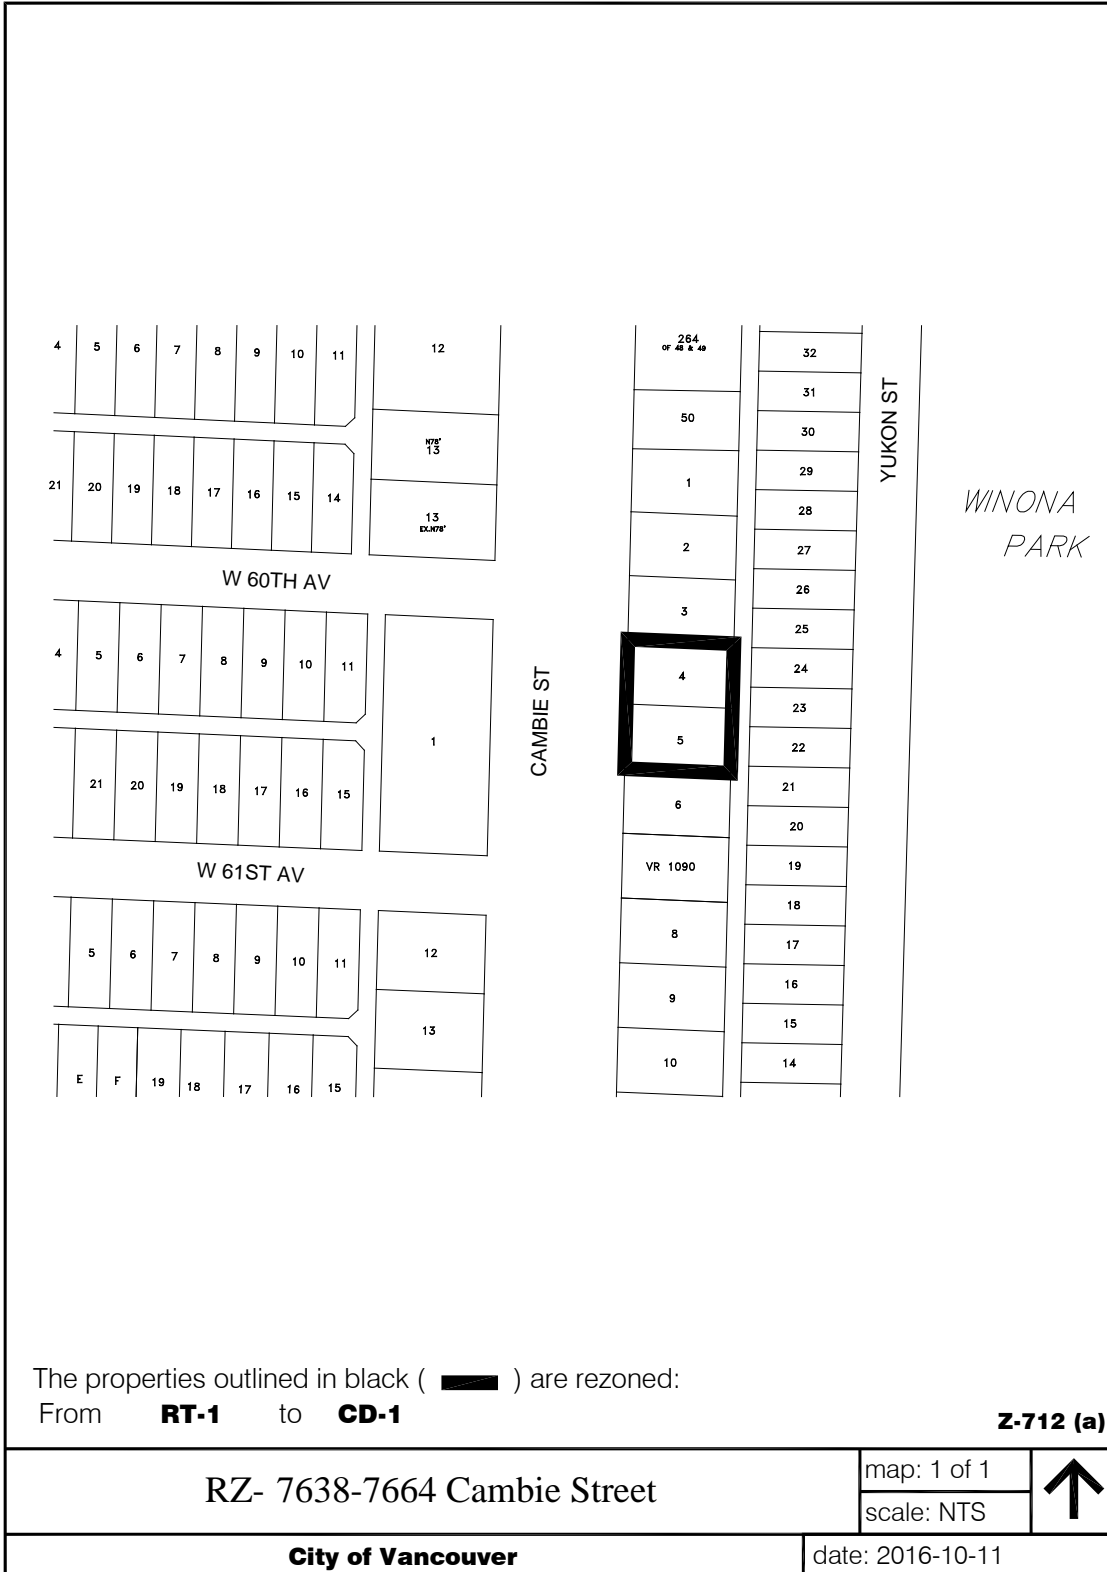 4 5 6 7 8 9 10 11 12
264
OF 48 & 49
32
31
50
30
N78'
13
29
1
21 20 19 18 17 16 15 14
28
13
EX.N78'
2
27
W 60TH AV
26
3
25
YUKON ST
WINONA
PARK
4 5 6 7 8 9 10 11
1
CAMBIE ST
4
24
23
5
22
21 20 19 18 17 16 15
21
6
20
W 61ST AV
VR 1090
19
18
5 6 7 8 9 10 11 12
8
17
9
16
13
15
10
14
E F 19 18 17 16 15
The properties outlined in black ( ) are rezoned:
From RT-1 to CD-1
Z-712 (a)
RZ- 7638-7664 Cambie Street
map: 1 of 1
scale: NTS
City of Vancouver
date: 2016-10-11